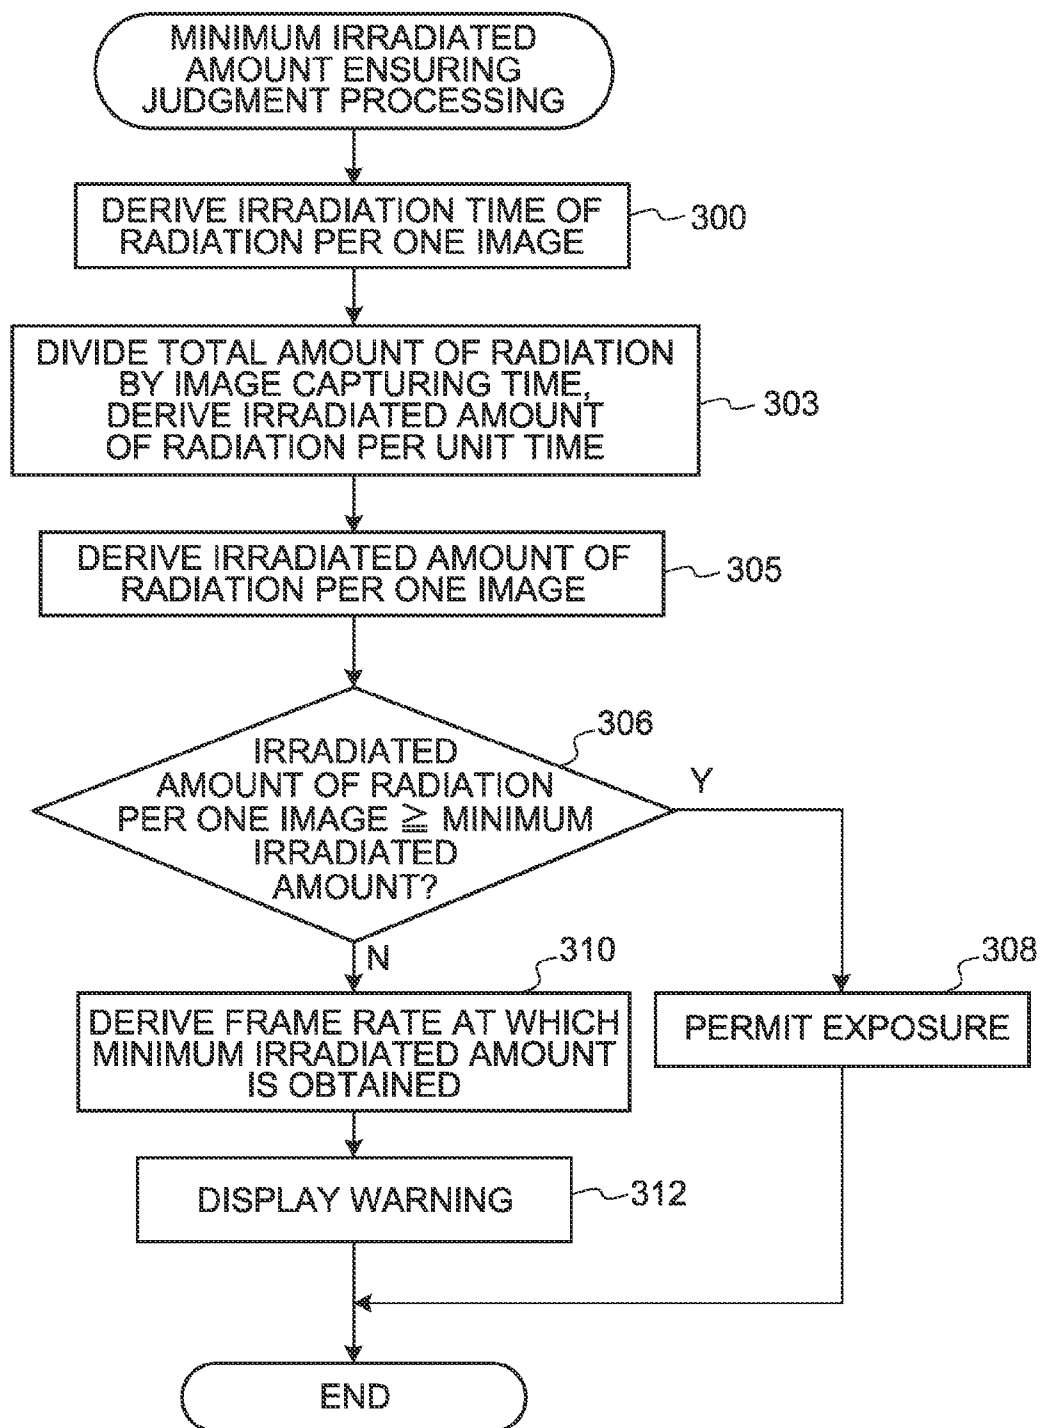 MINIMUM IRRADIATED
AMOUNT ENSURING
JUDGMENT PROCESSING
DERIVE IRRADIATION TIME OF
RADIATION PER ONE IMAGE
300
DIVIDE TOTAL AMOUNT OF RADIATION
BY IMAGE CAPTURING TIME,
DERIVE IRRADIATED AMOUNT
OF RADIATION PER UNIT TIME
303
DERIVE IRRADIATED AMOUNT OF
RADIATION PER ONE IMAGE
305
306
IRRADIATED
AMOUNT OF RADIATION
PER ONE IMAGE ≧ MINIMUM
IRRADIATED
AMOUNT?
Y
N
310
DERIVE FRAME RATE AT WHICH
MINIMUM IRRADIATED AMOUNT
IS OBTAINED
308
PERMIT EXPOSURE
DISPLAY WARNING
312
END